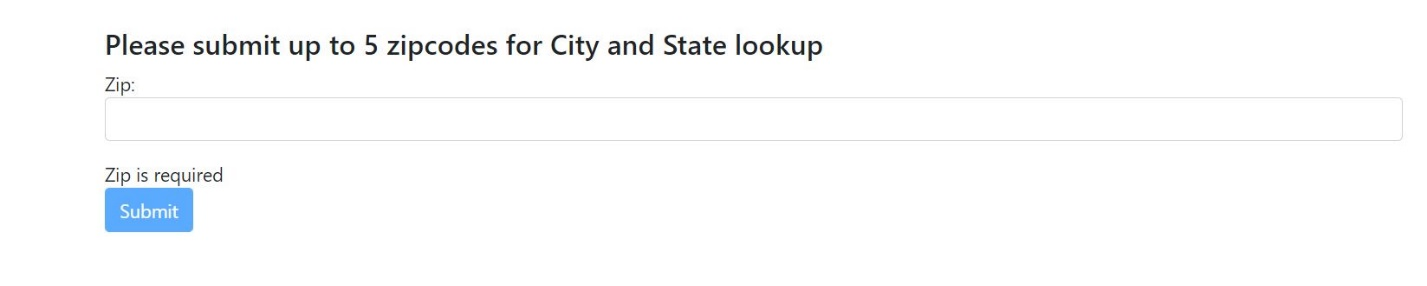 Please submit up to 5 zipcodes for City and State lookup
Zip:
Zip is required
Submit